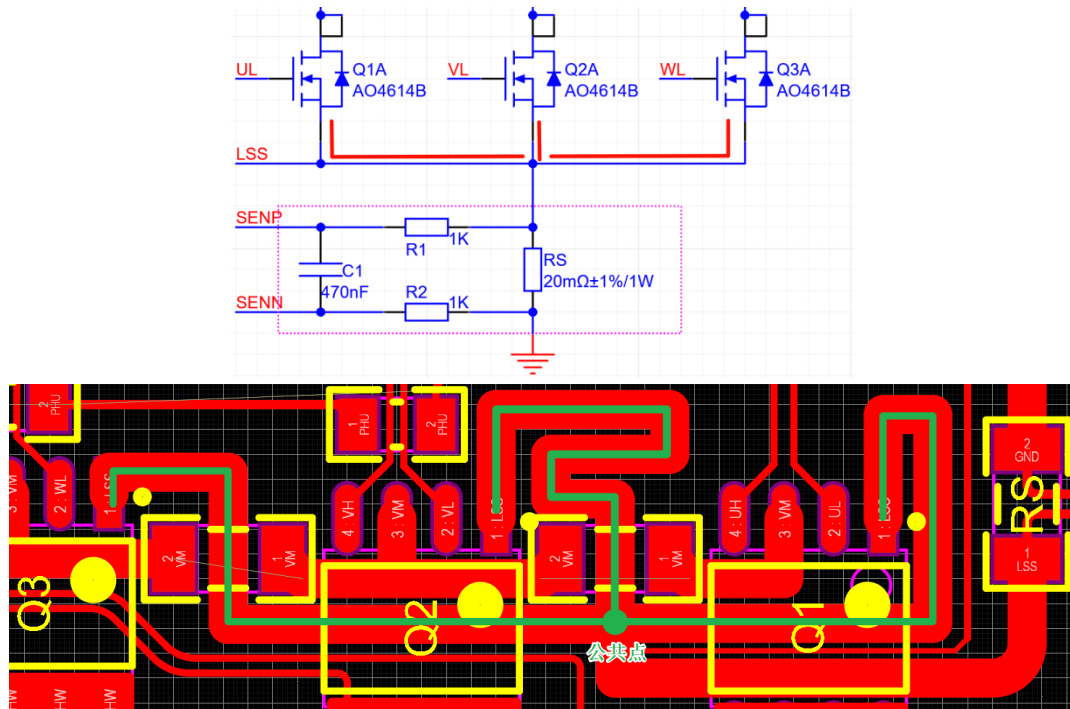 UL
Q1A
AO4614B
VL
Q2A
AO4614B
WL
Q3A
AO4614B
LSS
SENP
R1
1K
C1
470nF
RS
20mΩ±1%/1W
SENN
R2
1K
2
PHU
1
PHU
2
PHU
3 : VM
2 : WL
1 : LSS
4 : VH
3 : VM
2 : VL
1 : LSS
4 : UH
3 : VM
2 : UL
1 : LSS
2
GND
RS
1
LSS
2
VM
1
VM
2
VM
1
VM
Q3
Q2
Q1
公共点
HW
HW
HW